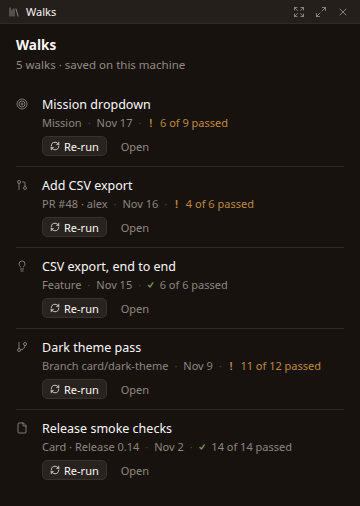 Walks
Walks
5 walks · saved on this machine
Mission dropdown
Mission · Nov 17 · ! 6 of 9 passed
Re-run Open
Add CSV export
PR #48 · alex · Nov 16 · ! 4 of 6 passed
Re-run Open
CSV export, end to end
Feature · Nov 15 · ✓ 6 of 6 passed
Re-run Open
Dark theme pass
Branch card/dark-theme · Nov 9 · ! 11 of 12 passed
Re-run Open
Release smoke checks
Card · Release 0.14 · Nov 2 · ✓ 14 of 14 passed
Re-run Open